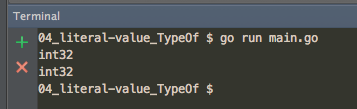 Terminal
04_literal-value_TypeOf $ go run main.go
int32
int32
04_literal-value_TypeOf $